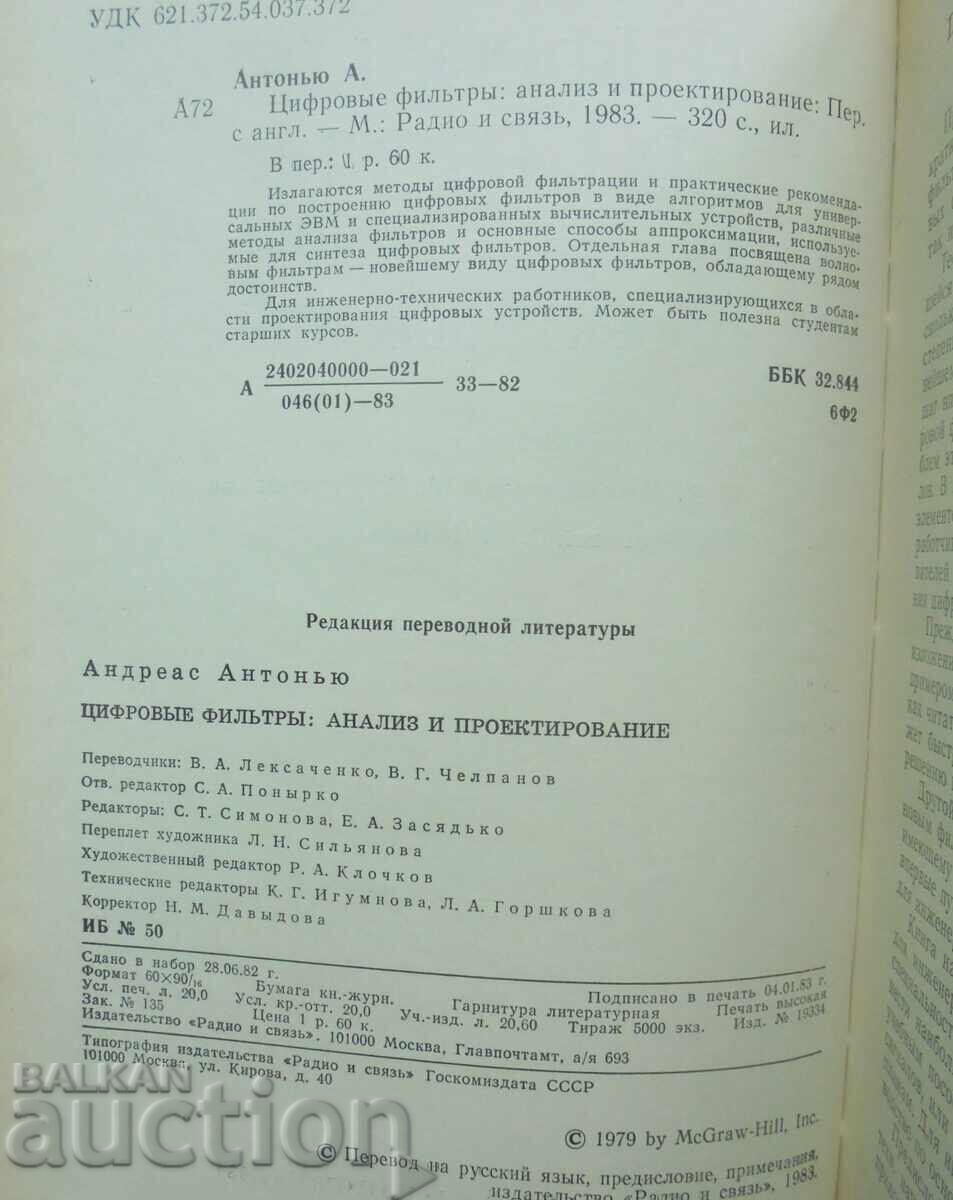 УДК 621.372.54.037.372
Антонью А.
А72 Цифровые фильтры: анализ и проектирование: Пер.
с англ. — М.: Радио и связь, 1983. — 320 с., ил.
В пер.: 1 р. 60 к.
Излагаются методы цифровой фильтрации и практические рекоменда-
ции по построению цифровых фильтров в виде алгоритмов для универ-
сальных ЭВМ и специализированных вычислительных устройств, различные
методы анализа фильтров и основные способы аппроксимации, используе-
мые для синтеза цифровых фильтров. Отдельная глава посвящена волно-
вым фильтрам — новейшему виду цифровых фильтров, обладающему рядом
достоинств.
Для инженерно-технических работников, специализирующихся в обла-
сти проектирования цифровых устройств. Может быть полезна студентам
старших курсов.
А 2402040000—021 33—82
046(01)—83
ББК 32.844
6Ф2
Редакция переводной литературы
Андреас Антонью
ЦИФРОВЫЕ ФИЛЬТРЫ: АНАЛИЗ И ПРОЕКТИРОВАНИЕ
Переводчики: В. А. Лексаченко, В. Г. Челпанов
Отв. редактор С. А. Понырко
Редакторы: С. Т. Симонова, Е. А. Засядько
Переплет художника Л. Н. Сильянова
Художественный редактор Р. А. Клочков
Технические редакторы К. Г. Игумнова, Л. А. Горшкова
Корректор Н. М. Давыдова
ИБ № 50
Сдано в набор 28.06.82 г. Подписано в печать 04.01.83 г.
Формат 60×90/16 Бумага кн.-журн. Гарнитура литературная Печать высокая
Усл. печ. л. 20,0 Усл. кр.-отт. 20,0 Уч.-изд. л. 20,60 Тираж 5000 экз. Изд. № 19334
Зак. № 135 Цена 1 р. 60 к.
Издательство «Радио и связь». 101000 Москва, Главпочтамт, а/я 693
Типография издательства «Радио и связь» Госкомиздата СССР
101000 Москва, ул. Кирова, д. 40
© 1979 by McGraw-Hill, Inc.
© Перевод на русский язык, предисловие, примечания,
издательство «Радио и связь», 1983.
BALKAN
auction